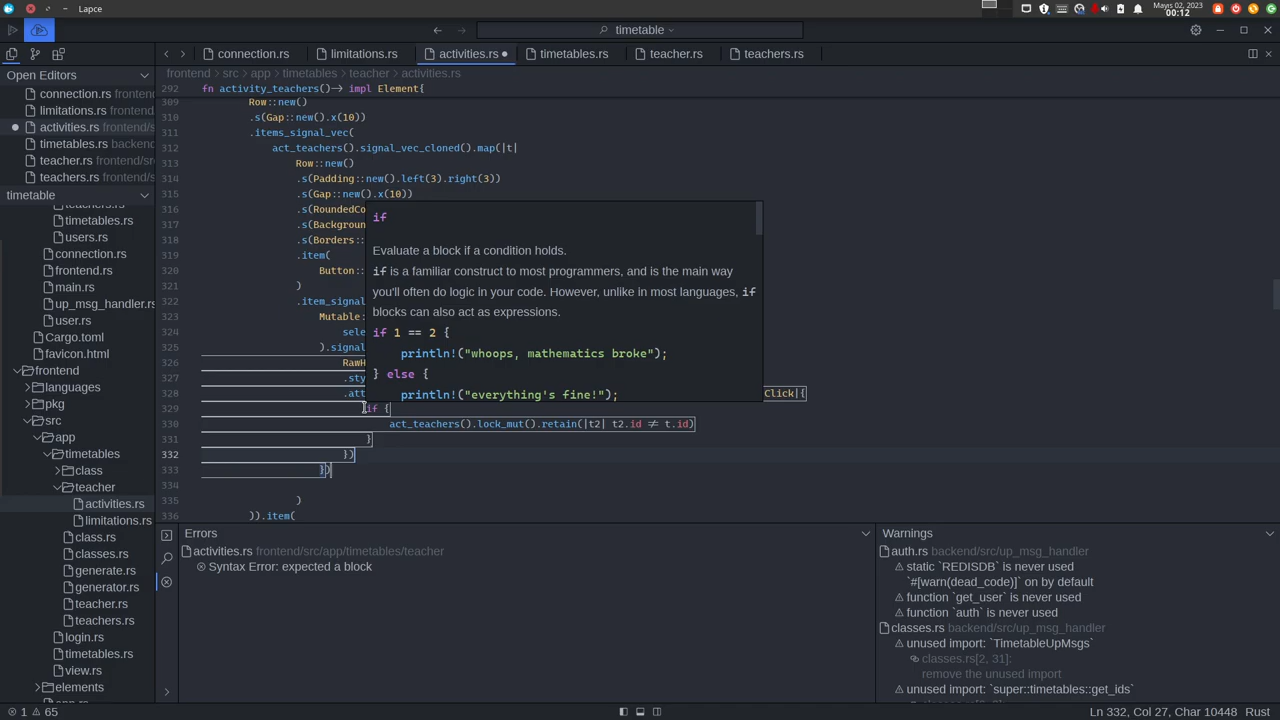 Lapce
Mayıs 02, 2023
00:12
timetable
connection.rs
limitations.rs
activities.rs
timetables.rs
teacher.rs
teachers.rs
Open Editors
connection.rs fronten
limitations.rs fronten
activities.rs frontend/s
timetables.rs backend
teacher.rs frontend/src
teachers.rs frontend/s
timetable
teachers.rs
timetables.rs
users.rs
connection.rs
frontend.rs
main.rs
up_msg_handler.rs
user.rs
Cargo.toml
favicon.html
frontend
languages
pkg
src
app
timetables
class
teacher
activities.rs
limitations.rs
class.rs
classes.rs
generate.rs
generator.rs
teacher.rs
teachers.rs
login.rs
timetables.rs
view.rs
elements
frontend src app timetables teacher activities.rs
292 fn activity_teachers()-> impl Element{
309 Row::new()
310 .s(Gap::new().x(10))
311 .items_signal_vec(
312 act_teachers().signal_vec_cloned().map(|t|
313 Row::new()
314 .s(Padding::new().left(3).right(3))
315 .s(Gap::new().x(10))
316 .s(RoundedCo
317 .s(Backgroun
318 .s(Borders::
319 .item(
320 Button::
321 )
322 .item_signal
323 Mutable:
324 sele
325 ).signal
326 RawH
327 .sty
328 .att Click|{
329 if {
330 act_teachers().lock_mut().retain(|t2| t2.id != t.id)
331 }
332 })
333 })
334
335 )
336 )).item(
if
Evaluate a block if a condition holds.
if is a familiar construct to most programmers, and is the main way
you'll often do logic in your code. However, unlike in most languages, if
blocks can also act as expressions.
if 1 == 2 {
println!("whoops, mathematics broke");
} else {
println!("everything's fine!");
Errors
activities.rs frontend/src/app/timetables/teacher
Syntax Error: expected a block
Warnings
auth.rs backend/src/up_msg_handler
static `REDISDB` is never used
`#[warn(dead_code)]` on by default
function `get_user` is never used
function `auth` is never used
classes.rs backend/src/up_msg_handler
unused import: `TimetableUpMsgs`
classes.rs[2, 31]:
remove the unused import
unused import: `super::timetables::get_ids`
1 65
Ln 332, Col 27, Char 10448 Rust